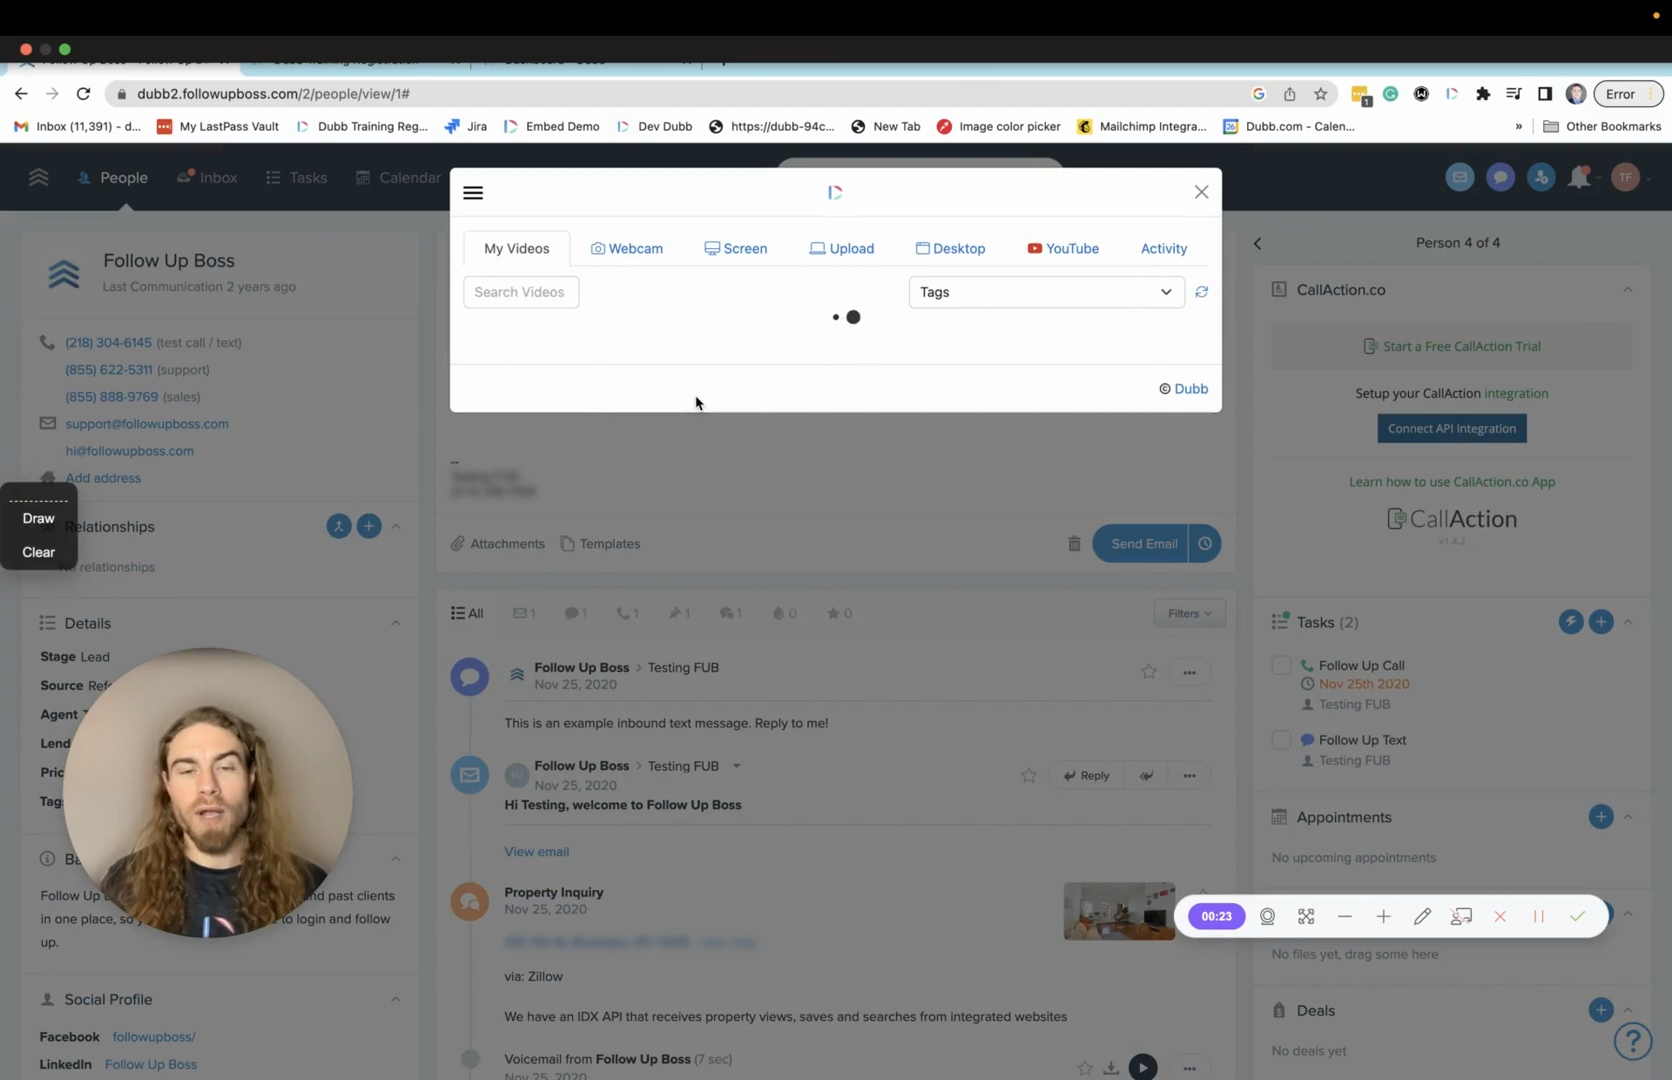 dubb2.followupboss.com/2/people/view/1#
1
Error
Inbox (11,391) - d...
My LastPass Vault
Dubb Training Reg...
Jira
Embed Demo
Dev Dubb
https://dubb-94c...
New Tab
Image color picker
Mailchimp Integra...
Dubb.com - Calen...
»
Other Bookmarks
People
Inbox
Tasks
Calendar
TF
My Videos
Webcam
Screen
Upload
Desktop
YouTube
Activity
Search Videos
Tags
© Dubb
Follow Up Boss
Last Communication 2 years ago
(218) 304-6145 (test call / text)
(855) 622-5311 (support)
(855) 888-9769 (sales)
support@followupboss.com
hi@followupboss.com
Add address
Draw
Clear
Relationships
No relationships
Details
Stage Lead
Source Refe
Agent
Lend
Pric
Tag
Ba
Follow Up
nd past clients
in one place, so
to login and follow
up.
Social Profile
Facebook followupboss/
LinkedIn Follow Up Boss
--
Attachments
Templates
Send Email
All
1
1
1
1
1
0
0
Filters
Follow Up Boss > Testing FUB
Nov 25, 2020
This is an example inbound text message. Reply to me!
FU
Follow Up Boss > Testing FUB
Nov 25, 2020
Reply
Hi Testing, welcome to Follow Up Boss
View email
Property Inquiry
Nov 25, 2020
via: Zillow
We have an IDX API that receives property views, saves and searches from integrated websites
Voicemail from Follow Up Boss (7 sec)
Nov 25, 2020
Person 4 of 4
CallAction.co
Start a Free CallAction Trial
Setup your CallAction integration
Connect API Integration
Learn how to use CallAction.co App
CallAction
v1.4.2
Tasks (2)
Follow Up Call
Nov 25th 2020
Testing FUB
Follow Up Text
Testing FUB
Appointments
No upcoming appointments
00:23
No files yet, drag some here
Deals
No deals yet
?